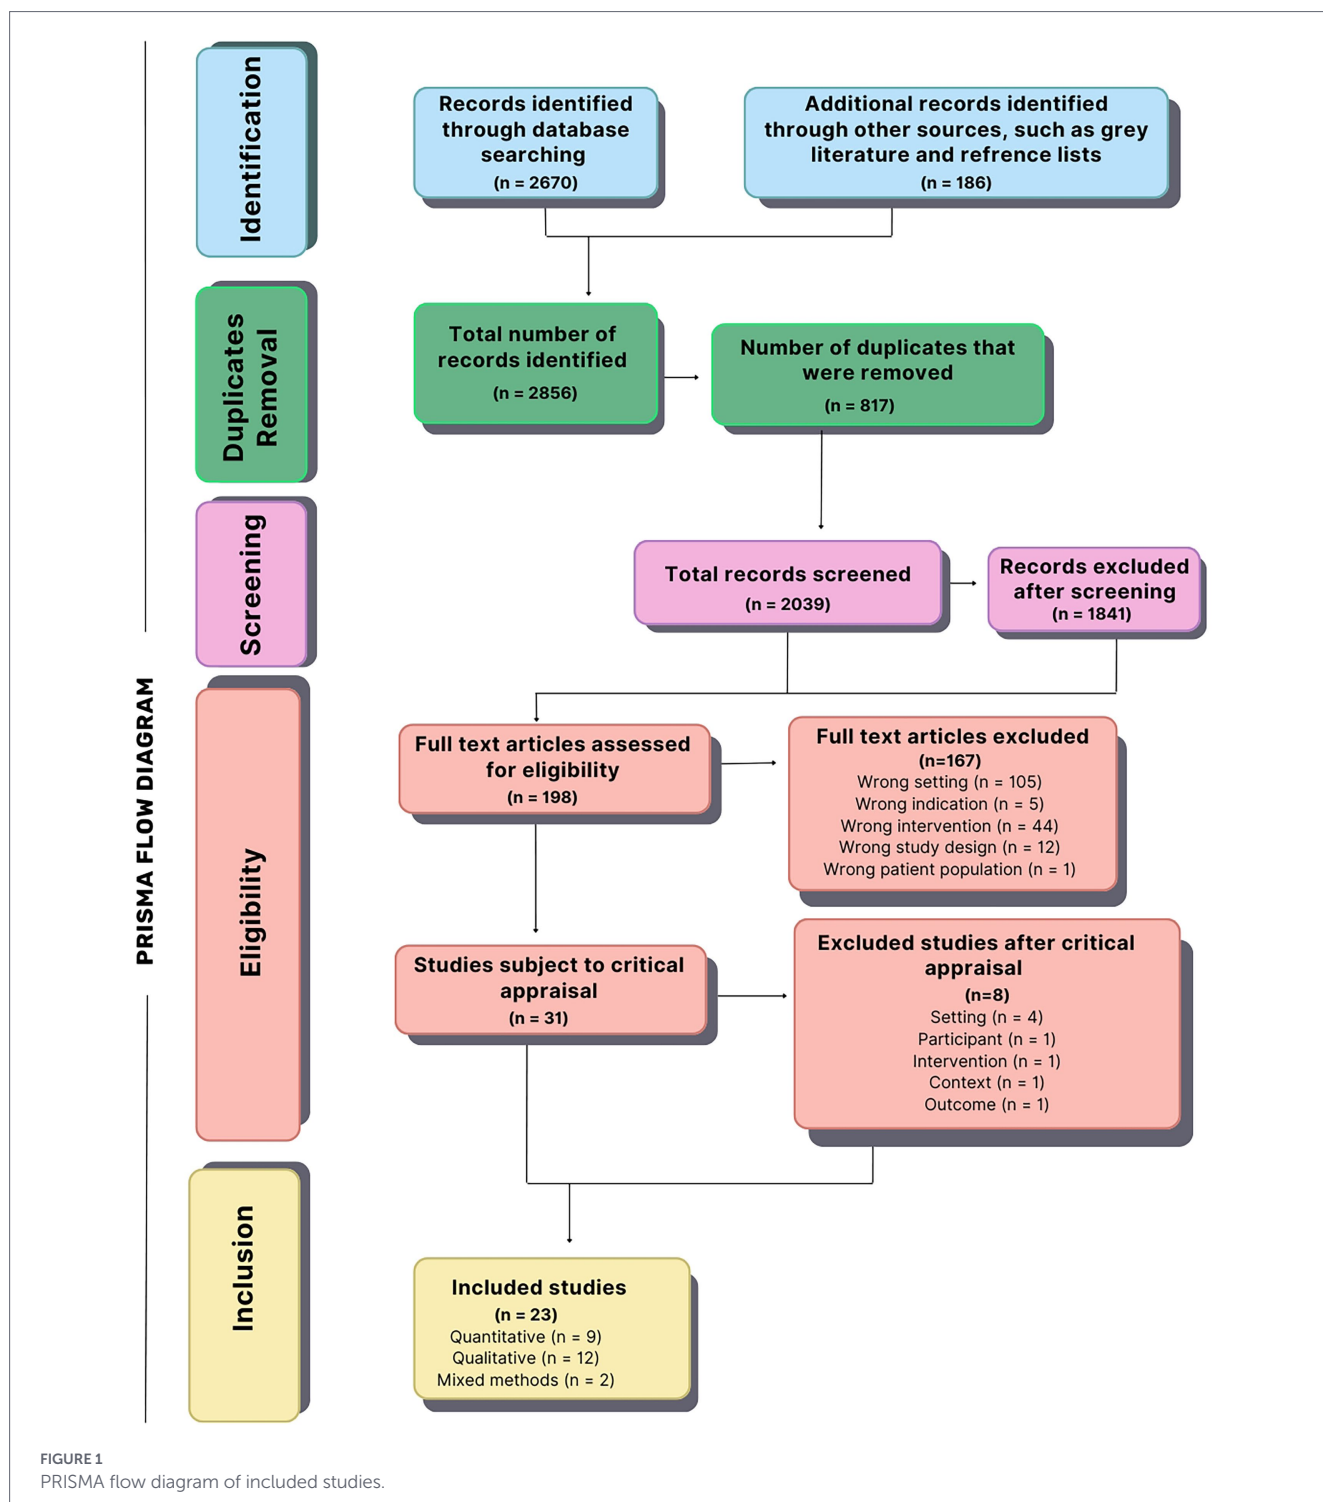 PRISMA FLOW DIAGRAM
Identification
Records identified
through database
searching
(n = 2670)
Additional records identified
through other sources, such as grey
literature and refrence lists
(n = 186)
Duplicates
Removal
Total number of
records identified
(n = 2856)
Number of duplicates that
were removed
(n = 817)
Screening
Total records screened
(n = 2039)
Records excluded
after screening
(n = 1841)
Eligibility
Full text articles assessed
for eligibility
(n = 198)
Full text articles excluded
(n=167)
Wrong setting (n = 105)
Wrong indication (n = 5)
Wrong intervention (n = 44)
Wrong study design (n = 12)
Wrong patient population (n = 1)
Studies subject to critical
appraisal
(n = 31)
Excluded studies after critical
appraisal
(n=8)
Setting (n = 4)
Participant (n = 1)
Intervention (n = 1)
Context (n = 1)
Outcome (n = 1)
Inclusion
Included studies
(n = 23)
Quantitative (n = 9)
Qualitative (n = 12)
Mixed methods (n = 2)
FIGURE 1
PRISMA flow diagram of included studies.